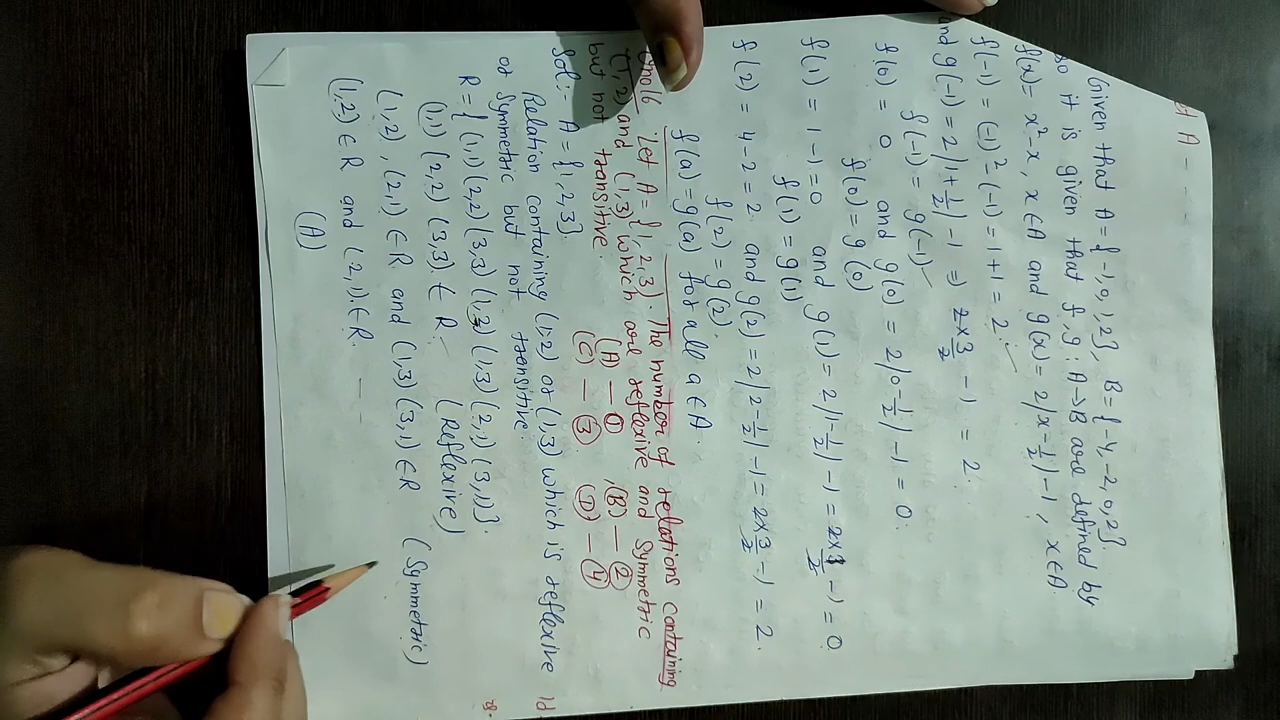 Given that A = {-1,0,1,2}, B = {-4,-2,0,2}.
so it is given that f,g : A→B are defined by
f(x) = x²-x, x∈A and g(x) = 2|x-1/2|-1, x∈A
f(-1) = (-1)²-(-1) = 1+1 = 2. ✓
and g(-1) = 2|1+1/2|-1 ⇒ 2×3/2 -1 = 2.
f(-1) = g(-1) ✓
f(0) = 0 and g(0) = 2|0-1/2|-1 = 0.
f(0) = g(0)
f(1) = 1-1 = 0 and g(1) = 2|1-1/2|-1 = 2×1/2 -1 = 0.
f(1) = g(1)
f(2) = 4-2 = 2 and g(2) = 2|2-1/2|-1 = 2×3/2 -1 = 2.
f(2) = g(2).
f(a) = g(a) for all a∈A.
Let A = {1,2,3}. The number of relations containing
(1,2) and (1,3) which are reflexive and symmetric
but not transitive. (A) — 1 , (B) — 2
(C) — 3 (D) — 4
Sol:- A = {1,2,3}.
Relation containing (1,2) or (1,3) which is reflexive
or symmetric but not transitive.
R = {(1,1)(2,2)(3,3)(1,2)(1,3)(2,1)(3,1)}.
(1,1)(2,2)(3,3) ∈ R — (Reflexive)
(1,2),(2,1) ∈ R and (1,3)(3,1) ∈ R (Symmetric)
(1,2) ∈ R and (2,1) ∈ R — — —
(A)